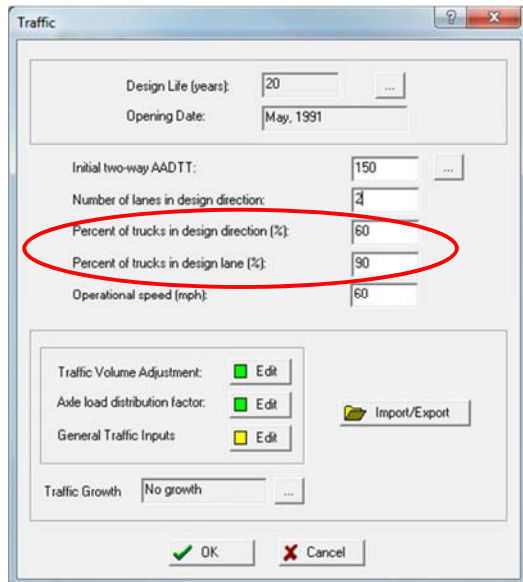 Traffic
Design Life (years): 20 ...
Opening Date: May, 1991
Initial two-way AADTT: 150 ...
Number of lanes in design direction: 2
Percent of trucks in design direction (%): 60
Percent of trucks in design lane (%): 90
Operational speed (mph): 60
Traffic Volume Adjustment: Edit
Axle load distribution factor: Edit
General Traffic Inputs Edit
Import/Export
Traffic Growth No growth ...
OK Cancel